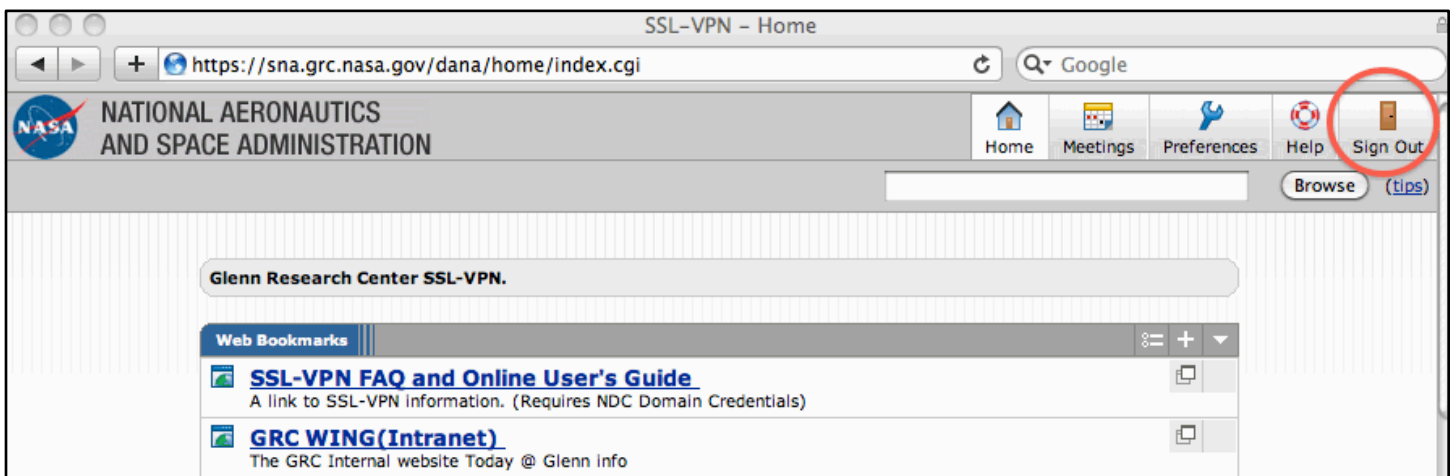 SSL-VPN – Home
https://sna.grc.nasa.gov/dana/home/index.cgi
Google
NASA
NATIONAL AERONAUTICS
AND SPACE ADMINISTRATION
Home Meetings Preferences Help Sign Out
Browse (tips)
Glenn Research Center SSL-VPN.
Web Bookmarks
SSL-VPN FAQ and Online User's Guide
A link to SSL-VPN information. (Requires NDC Domain Credentials)
GRC WING(Intranet)
The GRC Internal website Today @ Glenn info